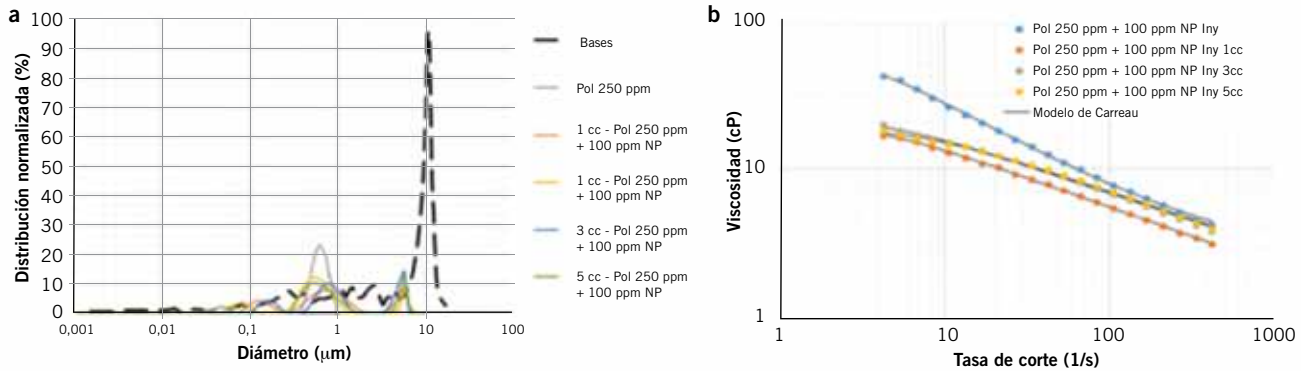 a
100
90
80
70
60
50
40
30
20
10
0
Distribución normalizada (%)
0,001
0,01
0,1
1
10
100
Diámetro (μm)
Bases
Pol 250 ppm
1 cc - Pol 250 ppm
+ 100 ppm NP
1 cc - Pol 250 ppm
+ 100 ppm NP
3 cc - Pol 250 ppm
+ 100 ppm NP
5 cc - Pol 250 ppm
+ 100 ppm NP
b
100
10
1
Viscosidad (cP)
1
10
100
1000
Tasa de corte (1/s)
Pol 250 ppm + 100 ppm NP Iny
Pol 250 ppm + 100 ppm NP Iny 1cc
Pol 250 ppm + 100 ppm NP Iny 3cc
Pol 250 ppm + 100 ppm NP Iny 5cc
Modelo de Carreau